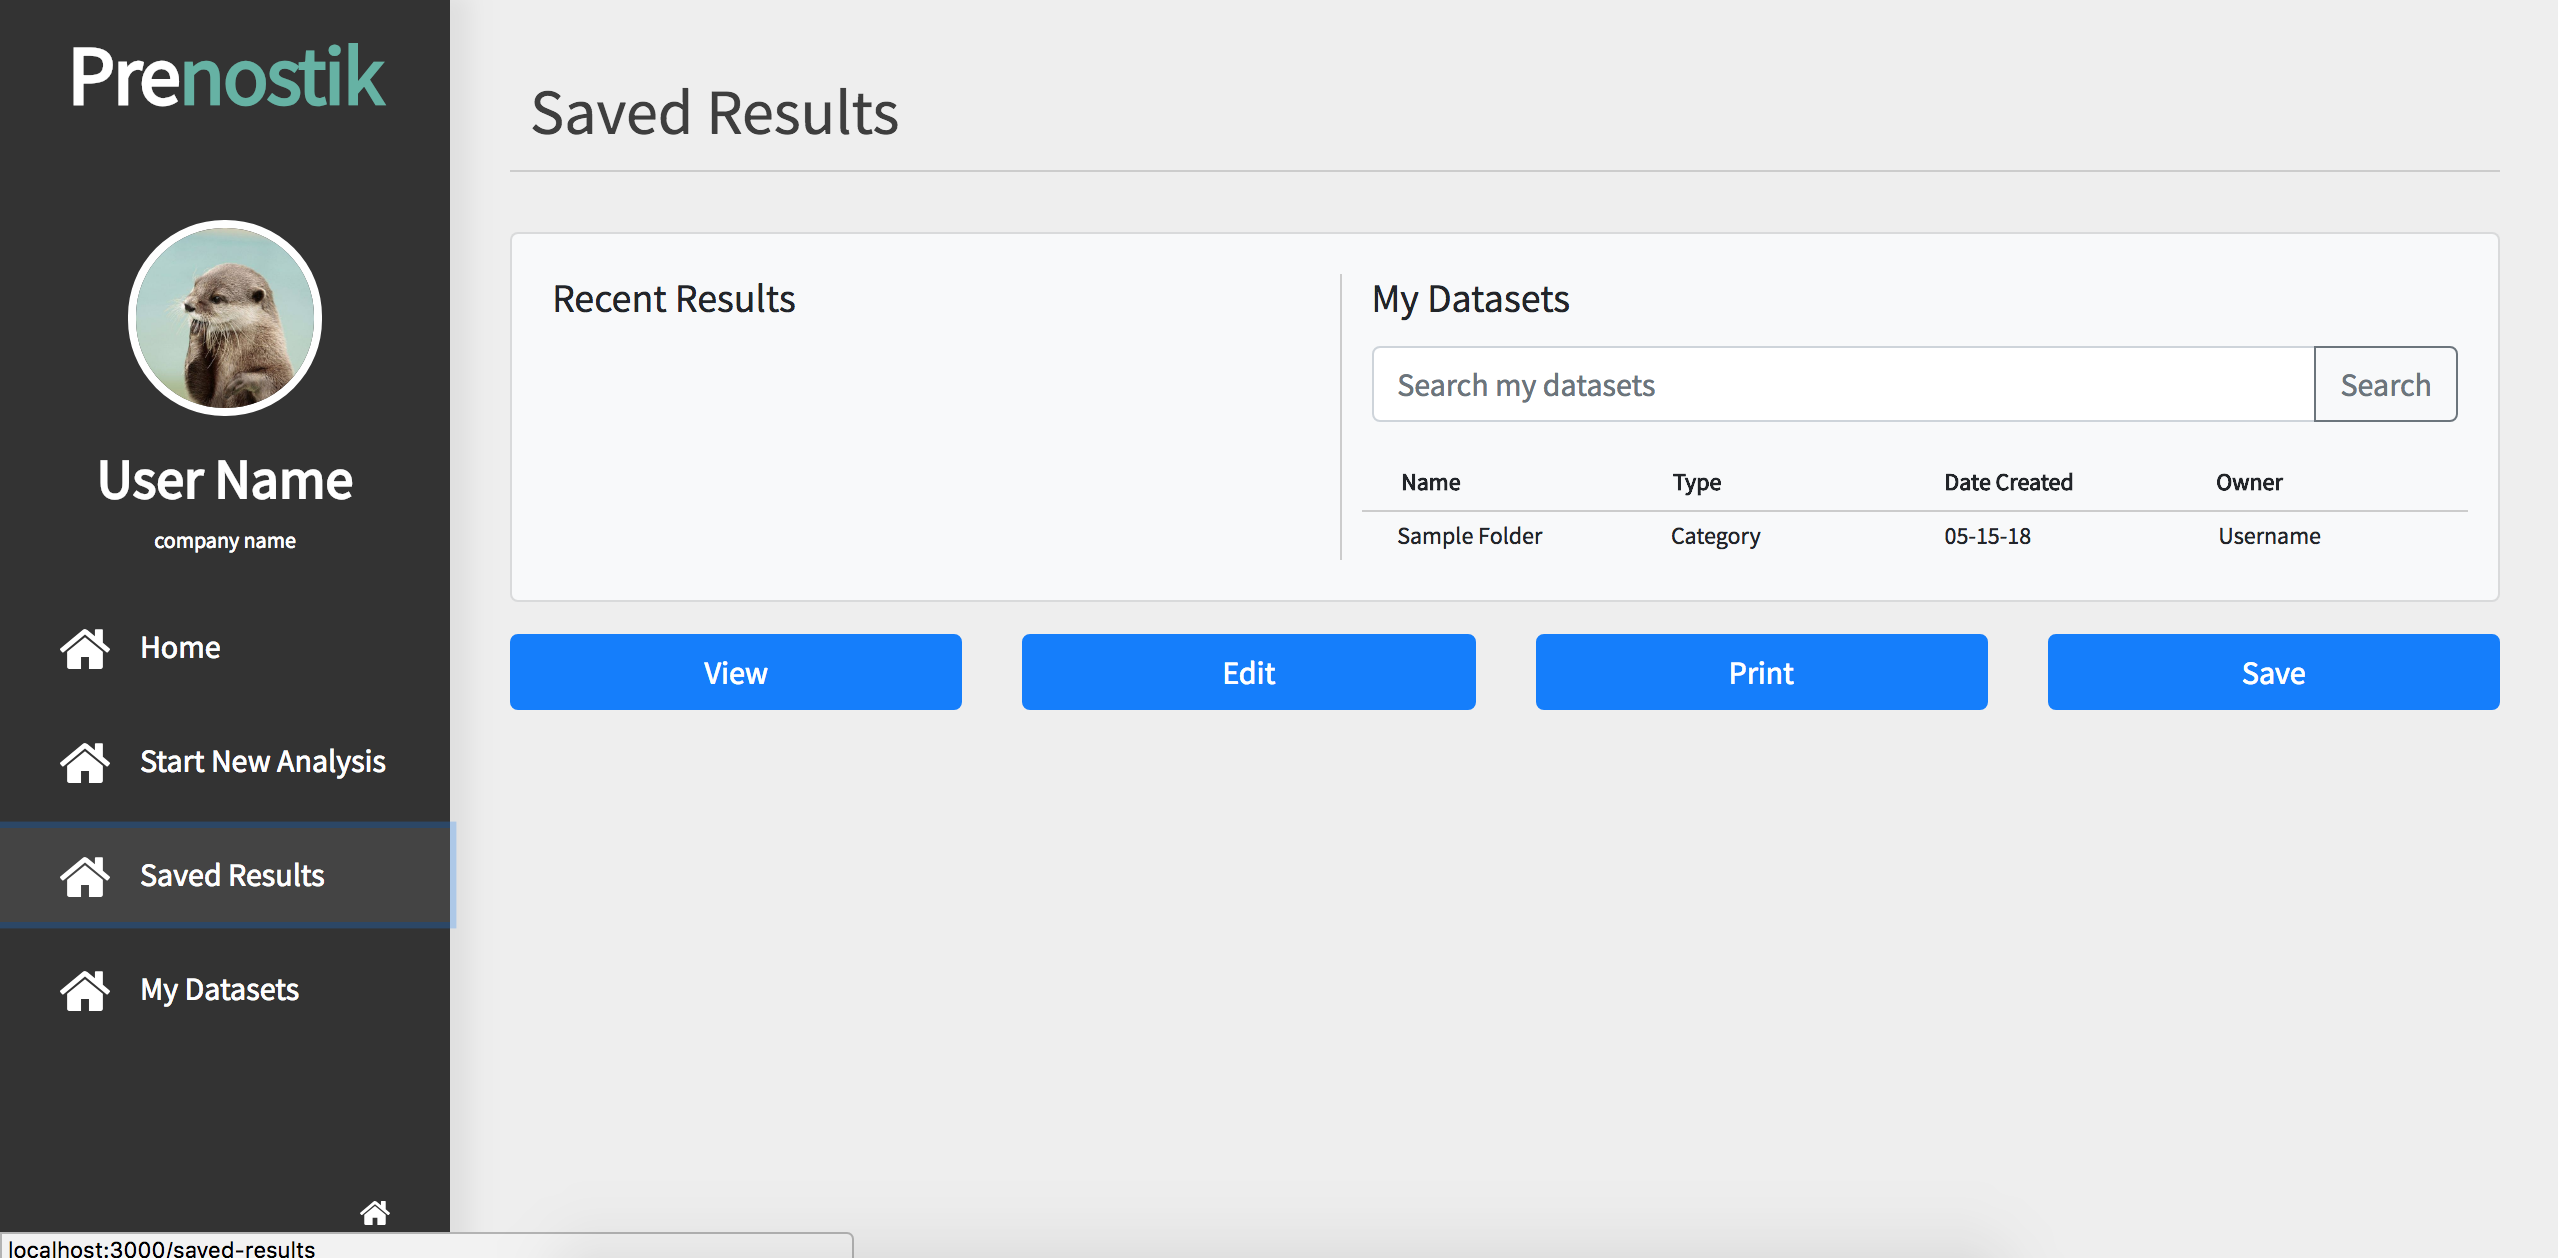 Prenostik
User Name
company name
Home
Start New Analysis
Saved Results
My Datasets
localhost:3000/saved-results
Saved Results
Recent Results
My Datasets
Search my datasets
Search
Name Type Date Created Owner
Sample Folder Category 05-15-18 Username
View Edit Print Save